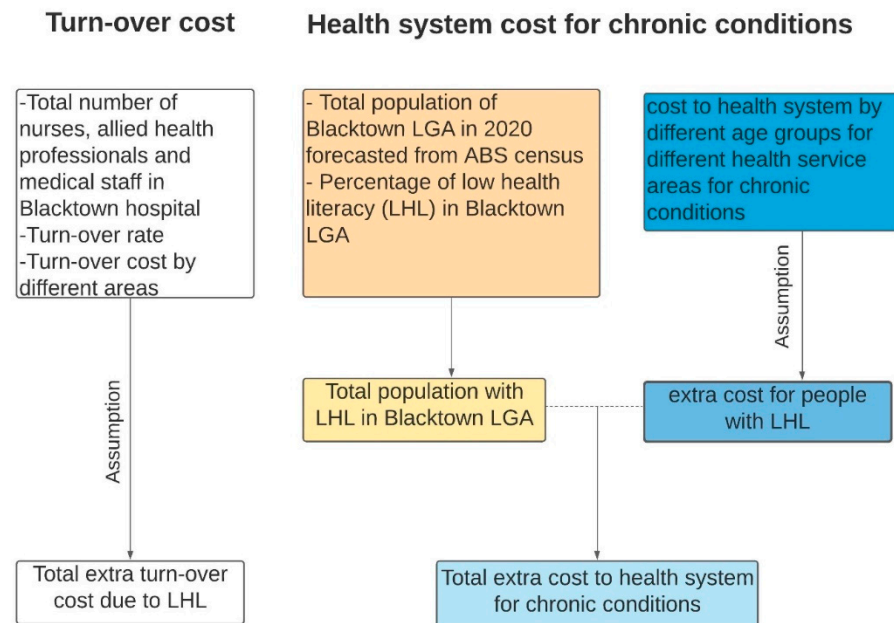 Turn-over cost
Health system cost for chronic conditions
-Total number of
nurses, allied health
professionals and
medical staff in
Blacktown hospital
-Turn-over rate
-Turn-over cost by
different areas
- Total population of
Blacktown LGA in 2020
forecasted from ABS census
- Percentage of low health
literacy (LHL) in Blacktown
LGA
cost to health system by
different age groups for
different health service
areas for chronic
conditions
Assumption
Assumption
Total population with
LHL in Blacktown LGA
extra cost for people
with LHL
Total extra turn-over
cost due to LHL
Total extra cost to health system
for chronic conditions